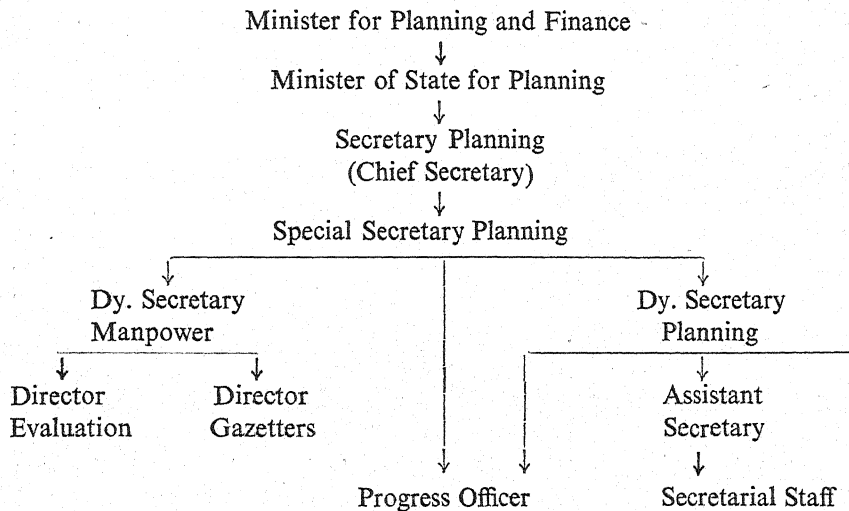 Minister for Planning and Finance
Minister of State for Planning
Secretary Planning
(Chief Secretary)
Special Secretary Planning
Dy. Secretary
Manpower
Dy. Secretary
Planning
Director
Evaluation
Director
Gazetters
Assistant
Secretary
Progress Officer
Secretarial Staff